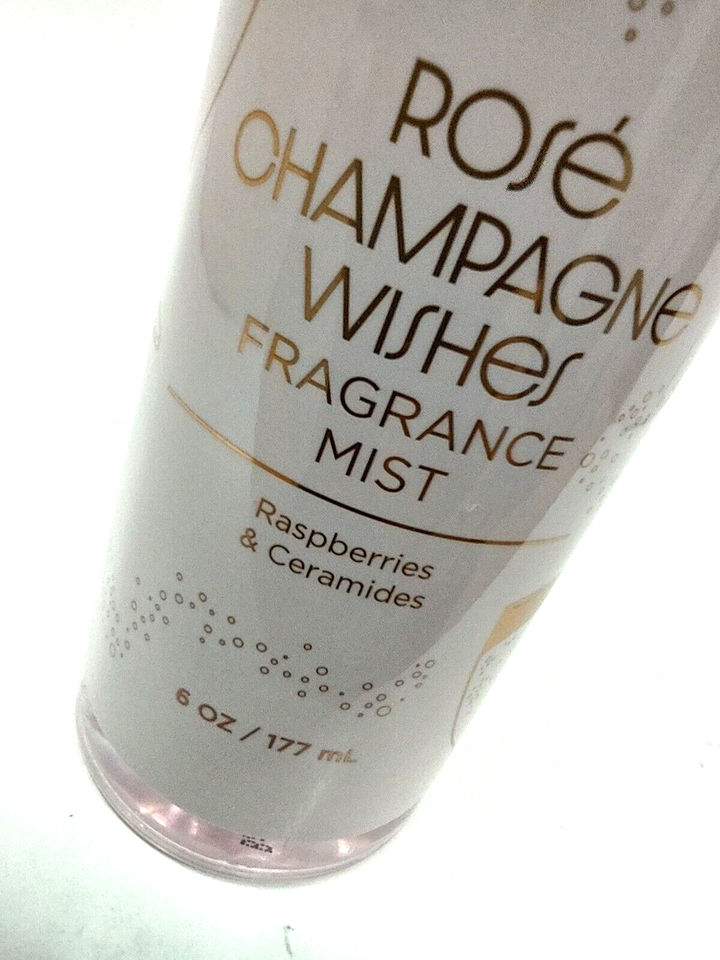 ROSé
CHAMPAGNe
WISHeS
FRAGRANCE
MIST
Raspberries
& Ceramides
6 OZ / 177 mL